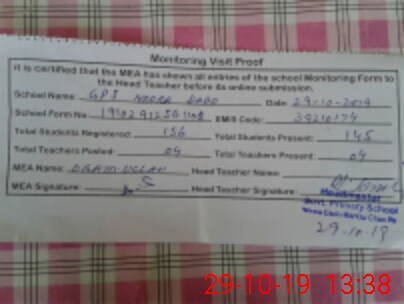 Monitoring Visit Proof
It is certified that the MEA has shown all entries of the school Monitoring Form to
the Head Teacher before its online submission.
School Name: GPS Date: 29-10-2019
School Form No EMIS Code:
Total Students Registered: 156 Total Students Present: 145
Total Teachers Posted: 04 Total Teachers Present: 04
MEA Name: Head Teacher Name:
MEA Signature: Head Teacher Signature:
Headmaster
Govt. Primary School
29-10-19
29-10-19 13:38